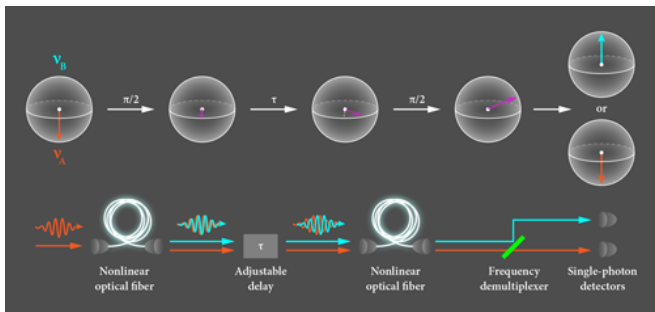 ν_B
π/2
τ
π/2
or
ν_A
τ
Nonlinear
optical fiber
Adjustable
delay
Nonlinear
optical fiber
Frequency
demultiplexer
Single-photon
detectors